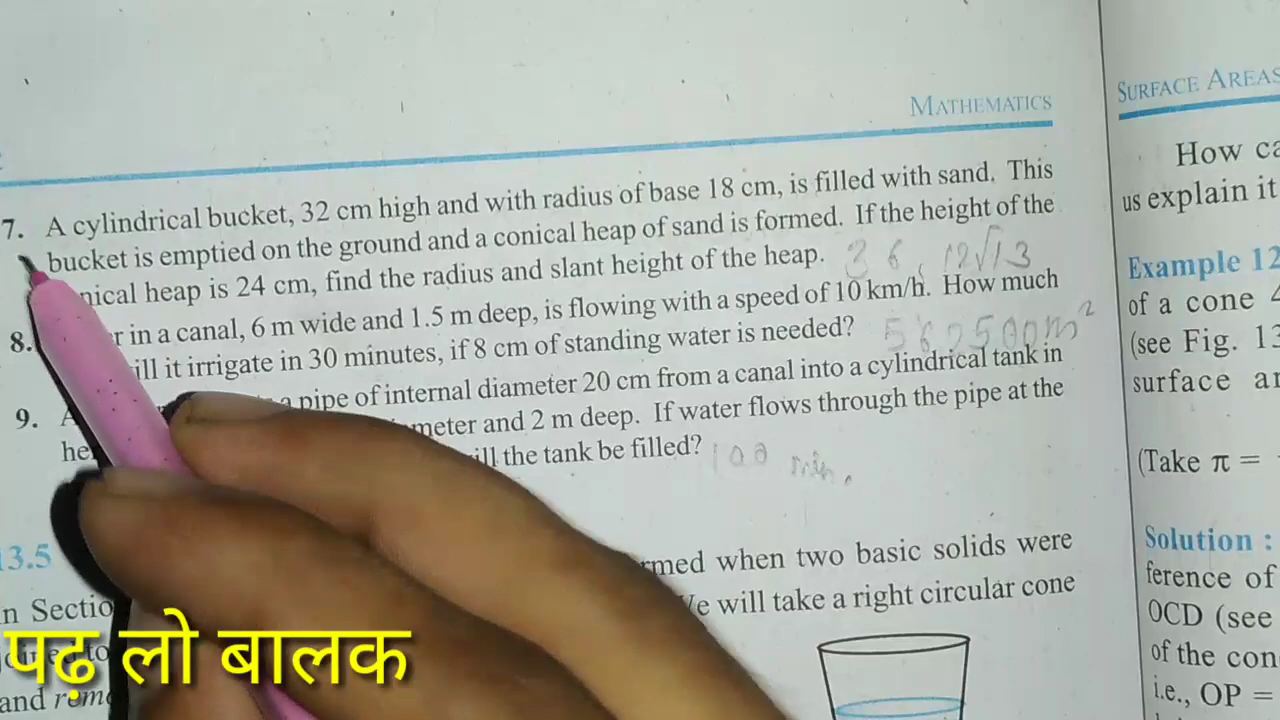 MATHEMATICS
7. A cylindrical bucket, 32 cm high and with radius of base 18 cm, is filled with sand. This
bucket is emptied on the ground and a conical heap of sand is formed. If the height of the
nical heap is 24 cm, find the radius and slant height of the heap. 36, 12√13
8. r in a canal, 6 m wide and 1.5 m deep, is flowing with a speed of 10 km/h. How much
ill it irrigate in 30 minutes, if 8 cm of standing water is needed? 562500m²
9. A a pipe of internal diameter 20 cm from a canal into a cylindrical tank in
he meter and 2 m deep. If water flows through the pipe at the
ill the tank be filled? 100 min.
13.5
rmed when two basic solids were
n Sectio We will take a right circular cone
and rem
पढ़ लो बालक
SURFACE AREAS
How ca
us explain it
Example 12
of a cone 4
(see Fig. 13
surface ar
(Take π =
Solution :
ference of
OCD (see
of the con
i.e., OP =